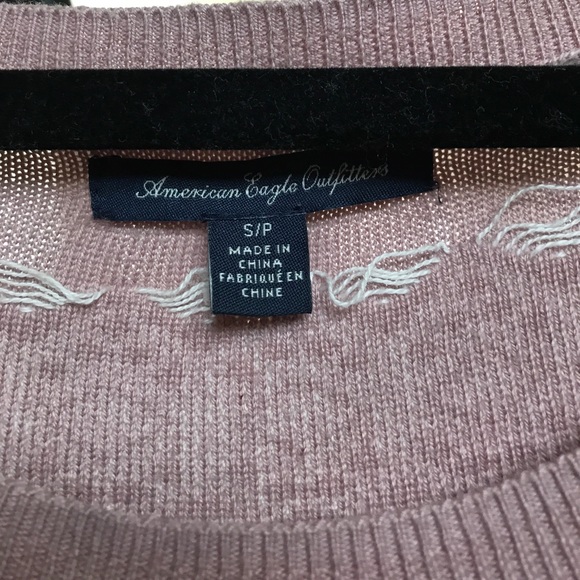 American Eagle Outfitters
S/P
MADE IN
CHINA
FABRIQUÉ EN
CHINE